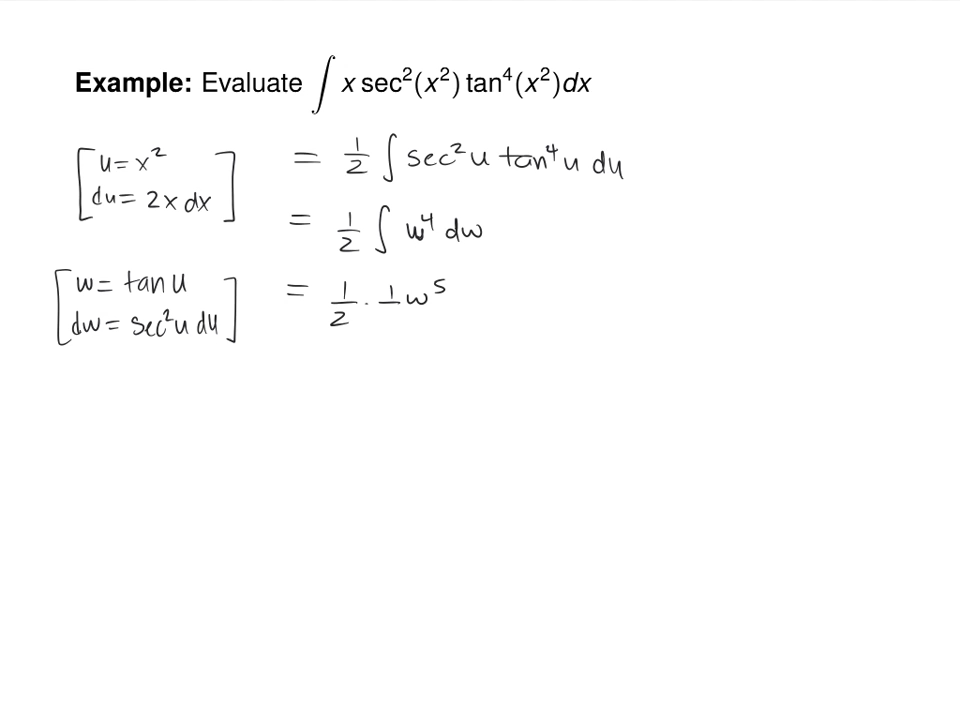 Example: Evaluate ∫ x sec²(x²) tan⁴(x²)dx
[u = x²
du = 2x dx]
= 1/2 ∫ sec²u tan⁴u du
= 1/2 ∫ w⁴ dw
[w = tan u
dw = sec²u du]
= 1/2 · 1 w⁵